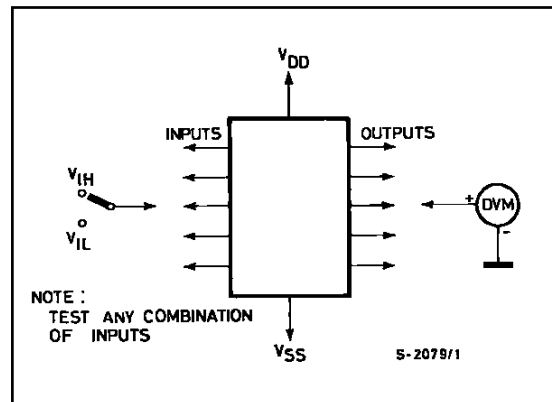 VDD
INPUTS
OUTPUTS
VIH
VIL
+
DVM
-
NOTE :
TEST ANY COMBINATION
OF INPUTS
VSS
S-2079/1